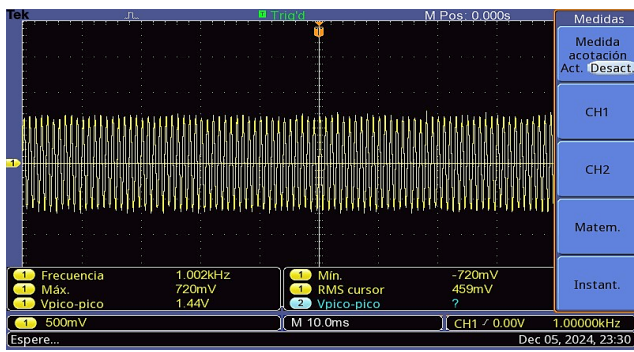 Tek Trig'd M Pos: 0.000s
T
1
Medidas
Medida
acotación
Act. Desact.
CH1
CH2
Matem.
Instant.
1 Frecuencia 1.002kHz
1 Máx. 720mV
1 Vpico-pico 1.44V
1 Mín. -720mV
1 RMS cursor 459mV
2 Vpico-pico ?
1 500mV M 10.0ms CH1 / 0.00V 1.00000kHz
Espere... Dec 05, 2024, 23:30